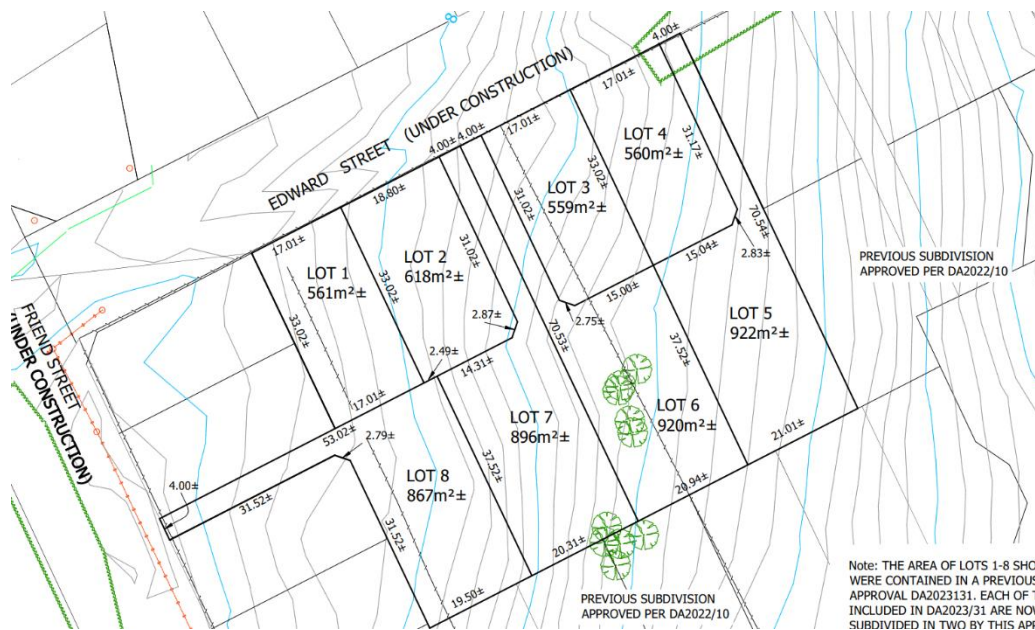 8
4.00±
EDWARD STREET (UNDER CONSTRUCTION)
17.01±
17.01±
4.00±
4.00±
18.80±
17.01±
LOT 4
560m²±
31.17±
33.02±
LOT 3
559m²±
31.02±
LOT 2
618m²±
31.02±
LOT 1
561m²±
33.02±
33.02±
70.54±
15.04±
2.83±
PREVIOUS SUBDIVISION
APPROVED PER DA2022/10
15.00±
2.75±
LOT 5
922m²±
FRIEND STREET
(UNDER CONSTRUCTION)
2.87±
70.53±
2.49±
14.31±
37.52±
17.01±
53.02±
2.79±
LOT 7
896m²±
LOT 6
920m²±
21.01±
37.52±
LOT 8
867m²±
4.00±
31.52±
31.52±
20.94±
20.31±
19.50±
PREVIOUS SUBDIVISION
APPROVED PER DA2022/10
Note: THE AREA OF LOTS 1-8 SHO
WERE CONTAINED IN A PREVIOUS
APPROVAL DA2023131. EACH OF T
INCLUDED IN DA2023/31 ARE NOV
SUBDIVIDED IN TWO BY THIS APP